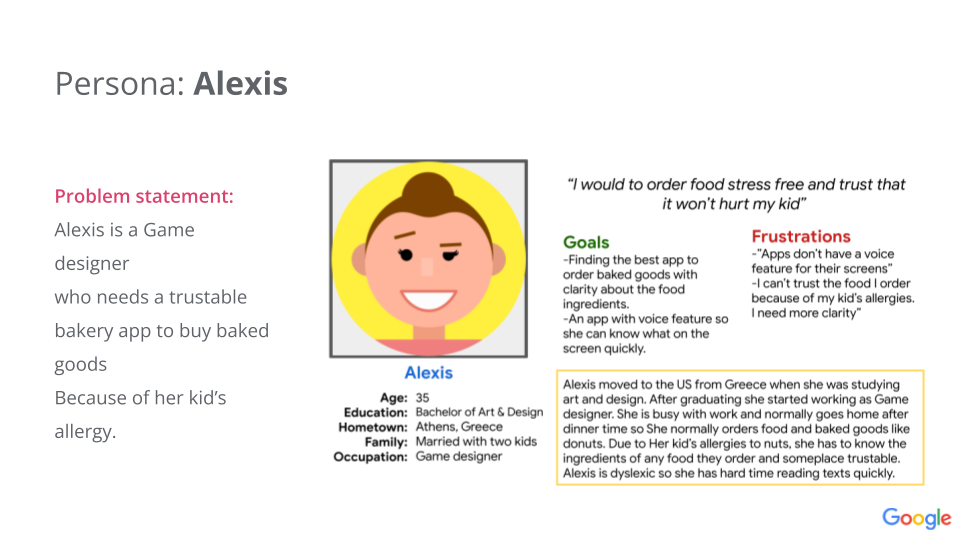 Persona: Alexis
Problem statement:
Alexis is a Game
designer
who needs a trustable
bakery app to buy baked
goods
Because of her kid's
allergy.
Alexis
Age: 35
Education: Bachelor of Art & Design
Hometown: Athens, Greece
Family: Married with two kids
Occupation: Game designer
“I would to order food stress free and trust that
it won't hurt my kid”
Goals
-Finding the best app to
order baked goods with
clarity about the food
ingredients.
-An app with voice feature so
she can know what on the
screen quickly.
Frustrations
-“Apps don't have a voice
feature for their screens”
-I can't trust the food I order
because of my kid's allergies.
I need more clarity”
Alexis moved to the US from Greece when she was studying
art and design. After graduating she started working as Game
designer. She is busy with work and normally goes home after
dinner time so She normally orders food and baked goods like
donuts. Due to Her kid's allergies to nuts, she has to know the
ingredients of any food they order and someplace trustable.
Alexis is dyslexic so she has hard time reading texts quickly.
Google